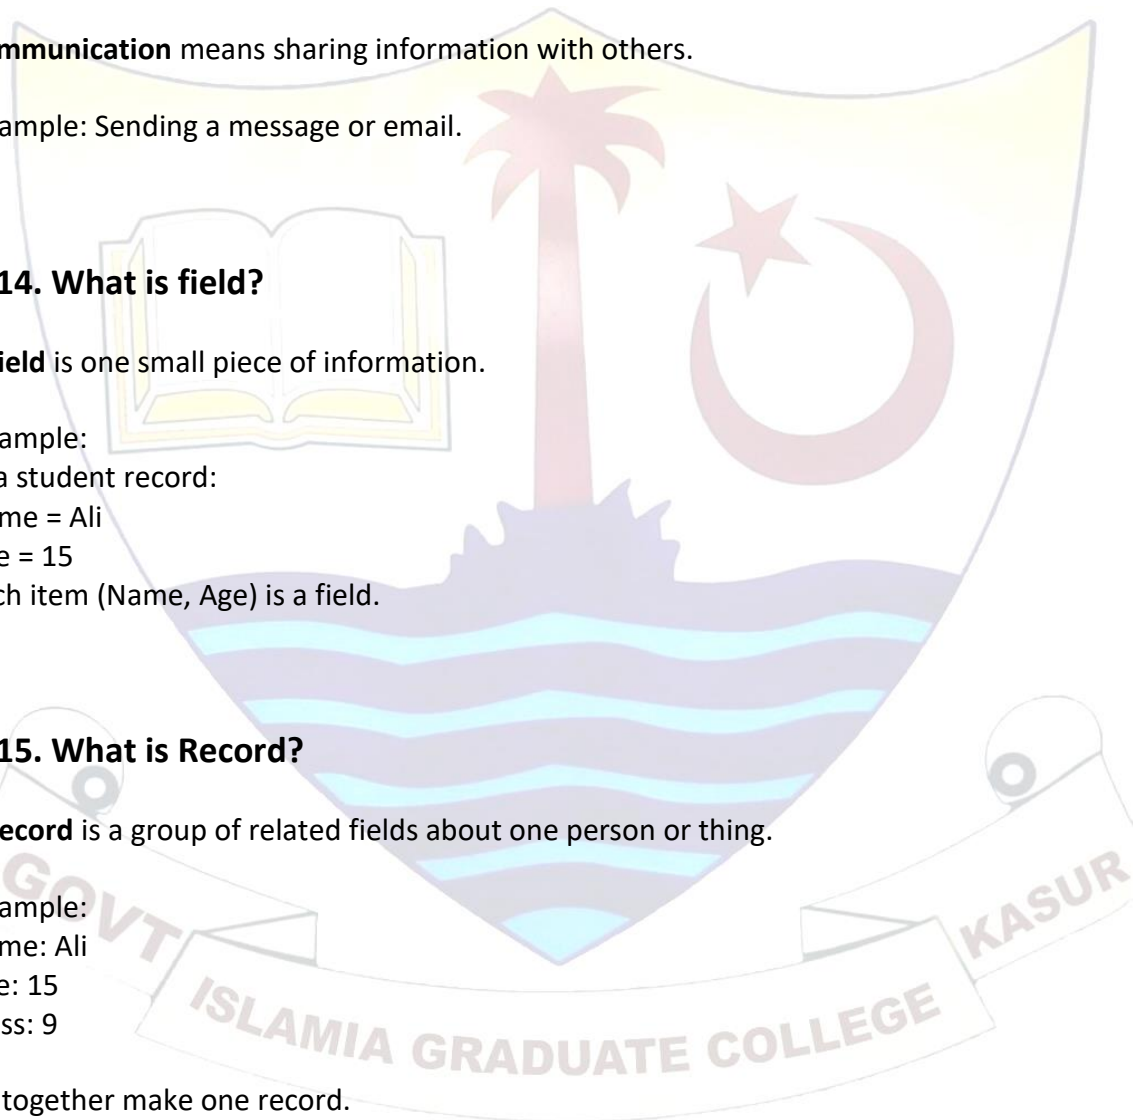 mmunication means sharing information with others.
ample: Sending a message or email.
14. What is field?
ield is one small piece of information.
ample:
a student record:
me = Ali
e = 15
ch item (Name, Age) is a field.
15. What is Record?
ecord is a group of related fields about one person or thing.
ample:
me: Ali
e: 15
ss: 9
together make one record.
GOVT ISLAMIA GRADUATE COLLEGE KASUR